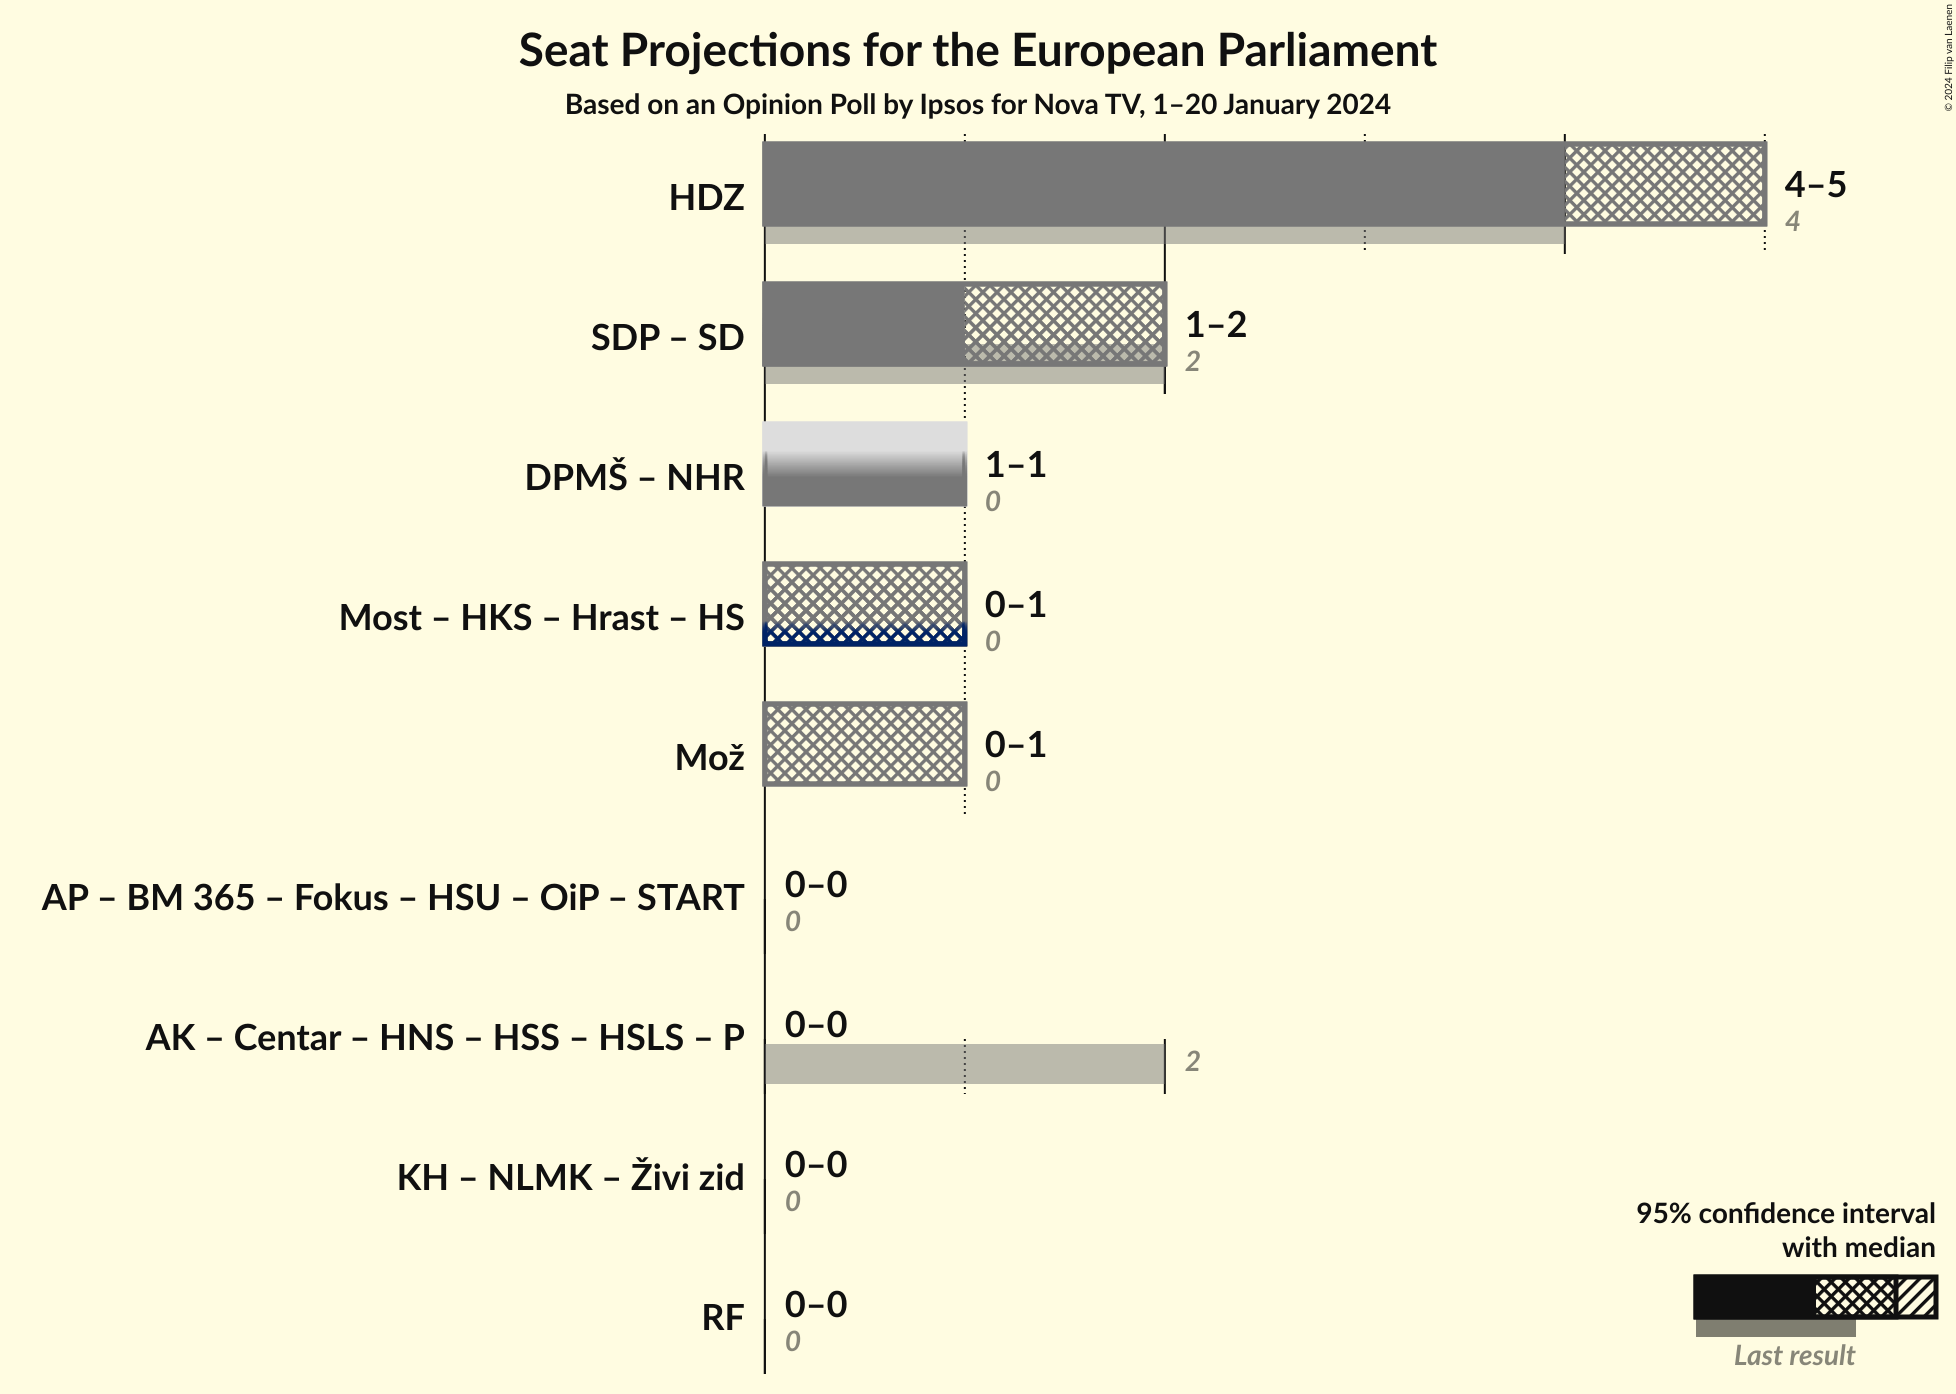 Seat Projections for the European Parliament
Based on an Opinion Poll by Ipsos for Nova TV, 1–20 January 2024
© 2024 Filip van Laenen
HDZ
4–5
4
SDP – SD
1–2
2
DPMŠ – NHR
1–1
0
Most – HKS – Hrast – HS
0–1
0
Mož
0–1
0
AP – BM 365 – Fokus – HSU – OiP – START
0–0
0
AK – Centar – HNS – HSS – HSLS – P
0–0
2
KH – NLMK – Živi zid
0–0
0
RF
0–0
0
95% confidence interval
with median
Last result